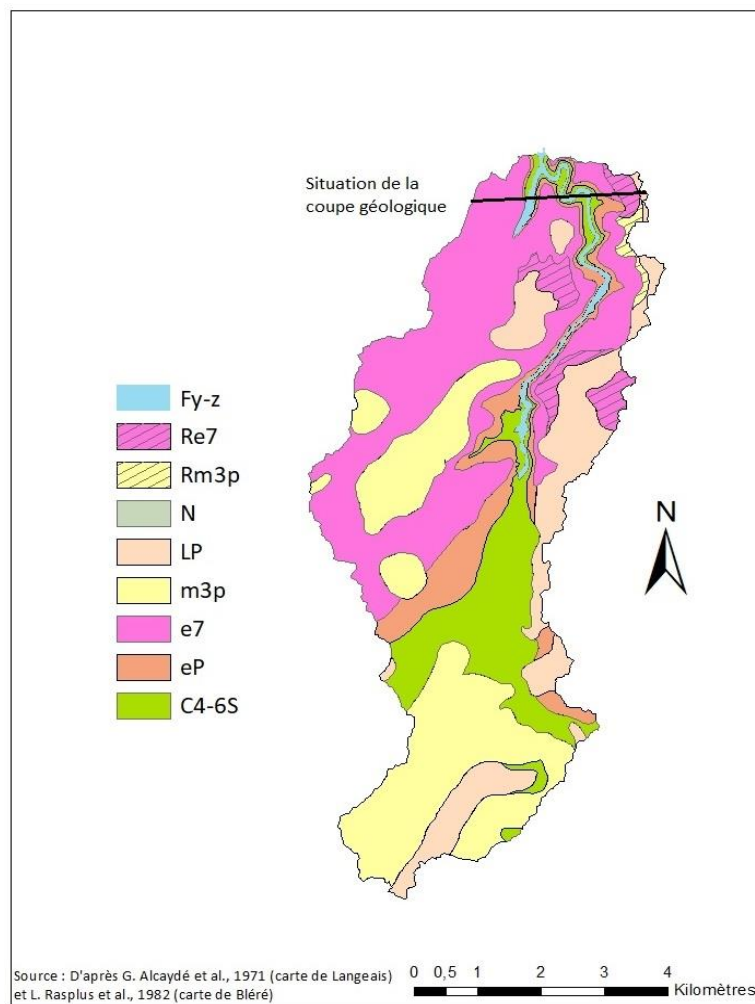 Situation de la
coupe géologique
Fy-z
Re7
Rm3p
N
LP
m3p
e7
eP
C4-6S
N
Source : D'après G. Alcaydé et al., 1971 (carte de Langeais)
et L. Rasplus et al., 1982 (carte de Bléré)
0 0,5 1 2 3 4
Kilomètres